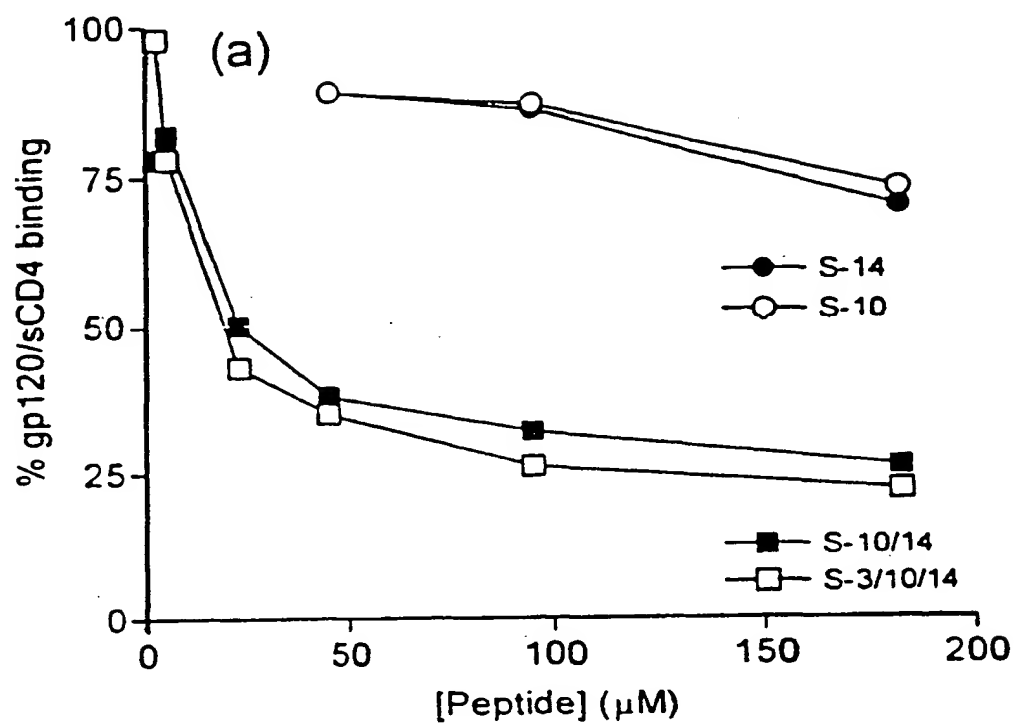 (a)
% gp120/sCD4 binding
100
75
50
25
0
S-14
S-10
S-10/14
S-3/10/14
0 50 100 150 200
[Peptide] (μM)